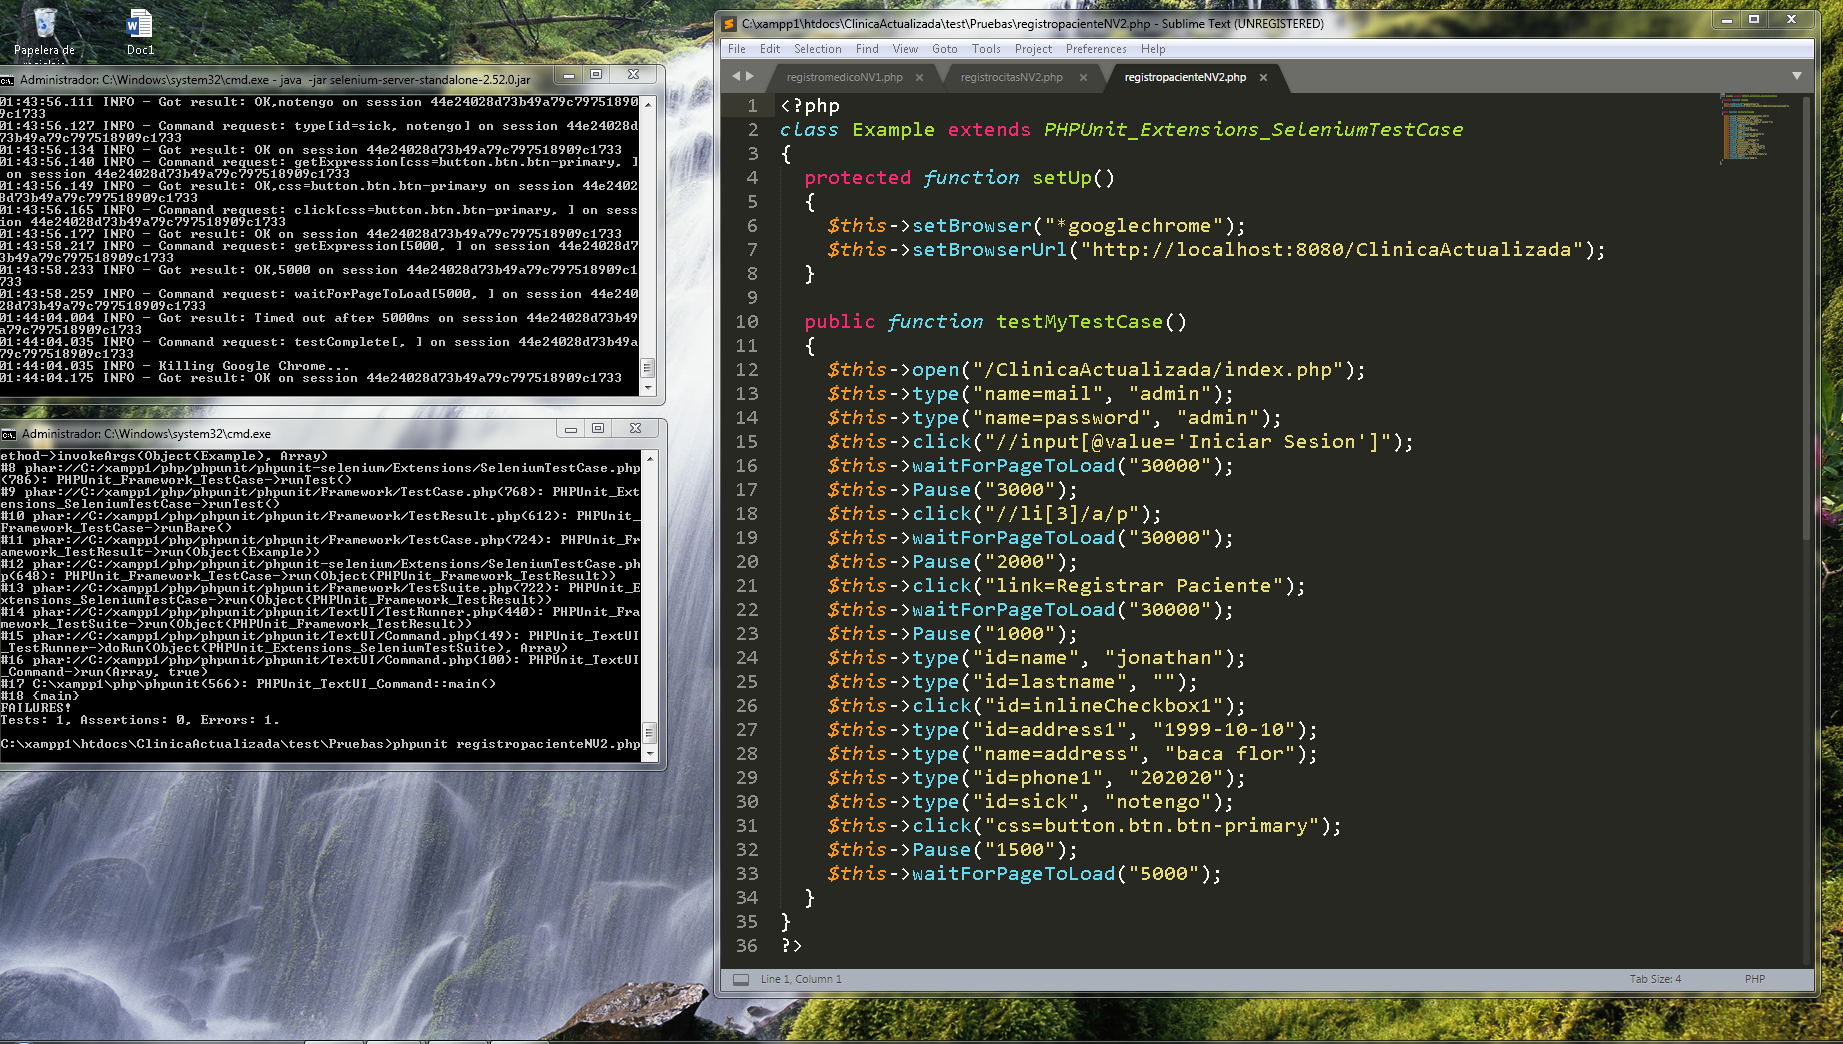 Papelera de
reciclaje
Doc1
Administrador: C:\Windows\system32\cmd.exe - java  -jar selenium-server-standalone-2.52.0.jar
01:43:56.111 INFO - Got result: OK,notengo on session 44e24028d73b49a79c79751890
9c1733
01:43:56.127 INFO - Command request: type[id=sick, notengo] on session 44e24028d
73b49a79c797518909c1733
01:43:56.134 INFO - Got result: OK on session 44e24028d73b49a79c797518909c1733
01:43:56.140 INFO - Command request: getExpression[css=button.btn.btn-primary, ]
 on session 44e24028d73b49a79c797518909c1733
01:43:56.149 INFO - Got result: OK,css=button.btn.btn-primary on session 44e2402
8d73b49a79c797518909c1733
01:43:56.165 INFO - Command request: click[css=button.btn.btn-primary, ] on sess
ion 44e24028d73b49a79c797518909c1733
01:43:56.177 INFO - Got result: OK on session 44e24028d73b49a79c797518909c1733
01:43:58.217 INFO - Command request: getExpression[5000, ] on session 44e24028d7
3b49a79c797518909c1733
01:43:58.233 INFO - Got result: OK,5000 on session 44e24028d73b49a79c797518909c1
733
01:43:58.259 INFO - Command request: waitForPageToLoad[5000, ] on session 44e240
28d73b49a79c797518909c1733
01:44:04.004 INFO - Got result: Timed out after 5000ms on session 44e24028d73b49
a79c797518909c1733
01:44:04.035 INFO - Command request: testComplete[, ] on session 44e24028d73b49a
79c797518909c1733
01:44:04.035 INFO - Killing Google Chrome...
01:44:04.175 INFO - Got result: OK on session 44e24028d73b49a79c797518909c1733
Administrador: C:\Windows\system32\cmd.exe
ethod->invokeArgs(Object(Example), Array)
#8 phar://C:/xampp1/php/phpunit/phpunit-selenium/Extensions/SeleniumTestCase.php
(786): PHPUnit_Framework_TestCase->runTest()
#9 phar://C:/xampp1/php/phpunit/phpunit/Framework/TestCase.php(768): PHPUnit_Ext
ensions_SeleniumTestCase->runTest()
#10 phar://C:/xampp1/php/phpunit/phpunit/Framework/TestResult.php(612): PHPUnit_
Framework_TestCase->runBare()
#11 phar://C:/xampp1/php/phpunit/phpunit/Framework/TestCase.php(724): PHPUnit_Fr
amework_TestResult->run(Object(Example))
#12 phar://C:/xampp1/php/phpunit/phpunit-selenium/Extensions/SeleniumTestCase.ph
p(648): PHPUnit_Framework_TestCase->run(Object(PHPUnit_Framework_TestResult))
#13 phar://C:/xampp1/php/phpunit/phpunit/Framework/TestSuite.php(722): PHPUnit_E
xtensions_SeleniumTestCase->run(Object(PHPUnit_Framework_TestResult))
#14 phar://C:/xampp1/php/phpunit/phpunit/TextUI/TestRunner.php(440): PHPUnit_Fra
mework_TestSuite->run(Object(PHPUnit_Framework_TestResult))
#15 phar://C:/xampp1/php/phpunit/phpunit/TextUI/Command.php(149): PHPUnit_TextUI
_TestRunner->doRun(Object(PHPUnit_Extensions_SeleniumTestSuite), Array)
#16 phar://C:/xampp1/php/phpunit/phpunit/TextUI/Command.php(100): PHPUnit_TextUI
_Command->run(Array, true)
#17 C:\xampp1\php\phpunit(566): PHPUnit_TextUI_Command::main()
#18 {main}
FAILURES!
Tests: 1, Assertions: 0, Errors: 1.
C:\xampp1\htdocs\ClinicaActualizada\test\Pruebas>phpunit registropacienteNV2.php
C:\xampp1\htdocs\ClinicaActualizada\test\Pruebas\registropacienteNV2.php - Sublime Text (UNREGISTERED)
File Edit Selection Find View Goto Tools Project Preferences Help
registromedicoNV1.php registrocitasNV2.php registropacienteNV2.php
1 <?php
2 class Example extends PHPUnit_Extensions_SeleniumTestCase
3 {
4   protected function setUp()
5   {
6     $this->setBrowser("*googlechrome");
7     $this->setBrowserUrl("http://localhost:8080/ClinicaActualizada");
8   }
9
10   public function testMyTestCase()
11   {
12     $this->open("/ClinicaActualizada/index.php");
13     $this->type("name=mail", "admin");
14     $this->type("name=password", "admin");
15     $this->click("//input[@value='Iniciar Sesion']");
16     $this->waitForPageToLoad("30000");
17     $this->Pause("3000");
18     $this->click("//li[3]/a/p");
19     $this->waitForPageToLoad("30000");
20     $this->Pause("2000");
21     $this->click("link=Registrar Paciente");
22     $this->waitForPageToLoad("30000");
23     $this->Pause("1000");
24     $this->type("id=name", "jonathan");
25     $this->type("id=lastname", "");
26     $this->click("id=inlineCheckbox1");
27     $this->type("id=address1", "1999-10-10");
28     $this->type("name=address", "baca flor");
29     $this->type("id=phone1", "202020");
30     $this->type("id=sick", "notengo");
31     $this->click("css=button.btn.btn-primary");
32     $this->Pause("1500");
33     $this->waitForPageToLoad("5000");
34   }
35 }
36 ?>
Line 1, Column 1
Tab Size: 4
PHP